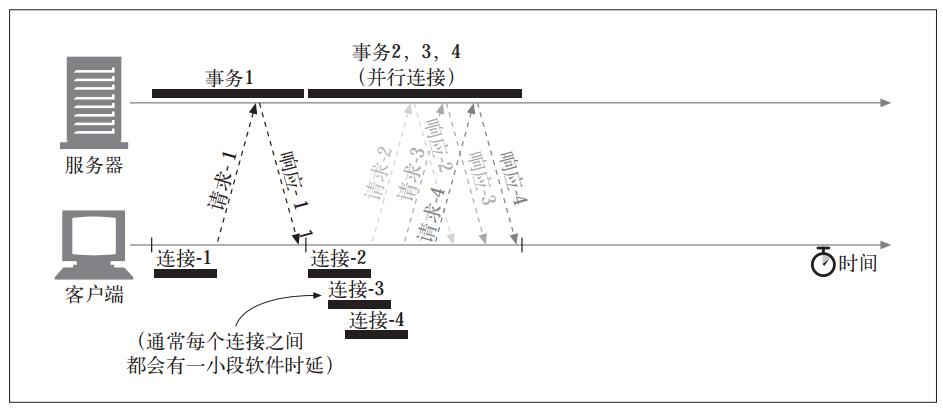 事务2，3，4
（并行连接）
事务1
服务器
请求-1
响应-1
请求-2
请求-3
响应-2
请求-4
响应-3
响应-4
连接-1
连接-2
时间
客户端
连接-3
连接-4
（通常每个连接之间
都会有一小段软件时延）